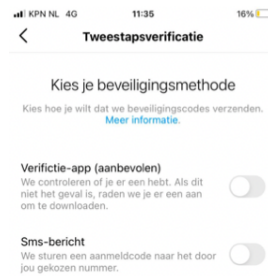 KPN NL 4G 11:35 16%
Tweestapsverificatie
Kies je beveiligingsmethode
Kies hoe je wilt dat we beveiligingscodes verzenden.
Meer informatie.
Verifictie-app (aanbevolen)
We controleren of je er een hebt. Als dit
niet het geval is, raden we je er een aan
om te downloaden.
Sms-bericht
We sturen een aanmeldcode naar het door
jou gekozen nummer.